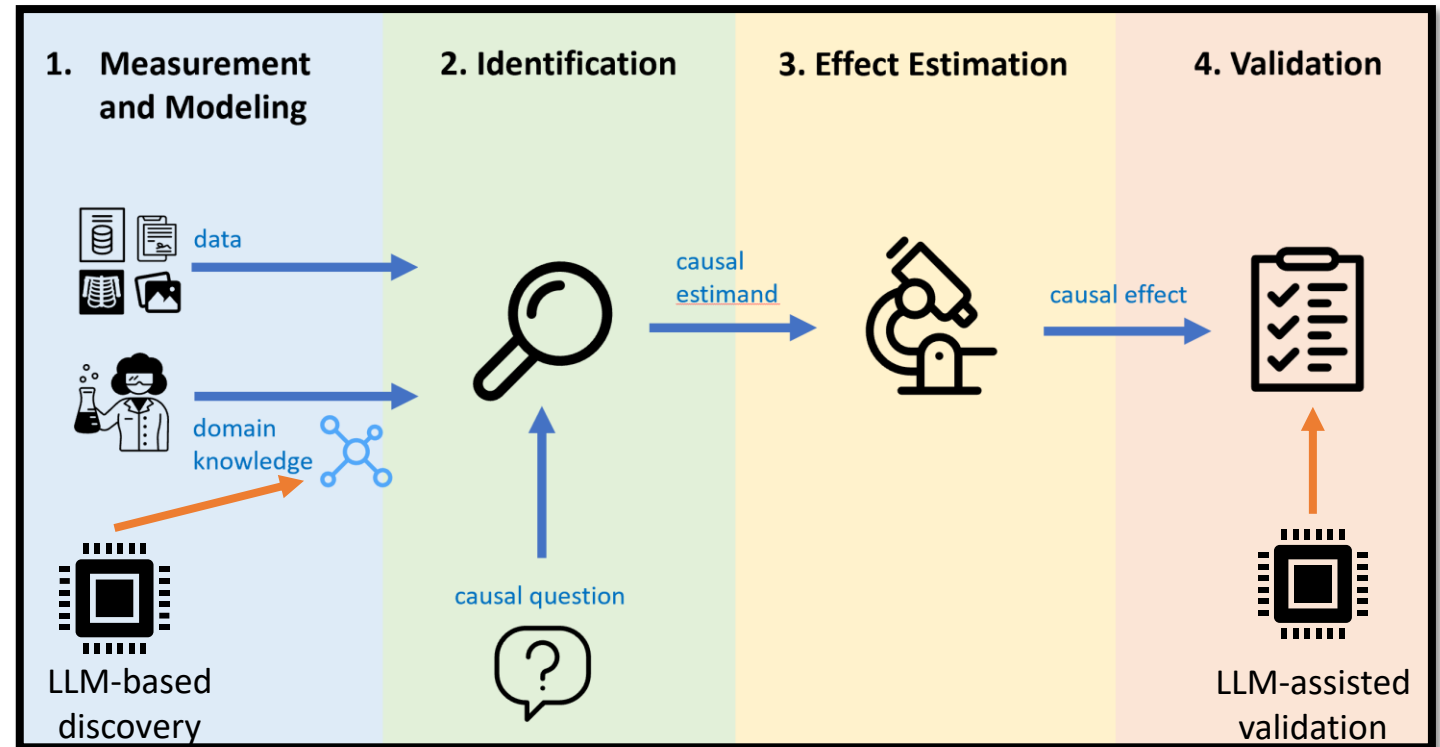 1. Measurement
and Modeling
2. Identification
3. Effect Estimation
4. Validation
data
domain
knowledge
LLM-based
discovery
causal question
?
causal
estimand
causal effect
LLM-assisted
validation